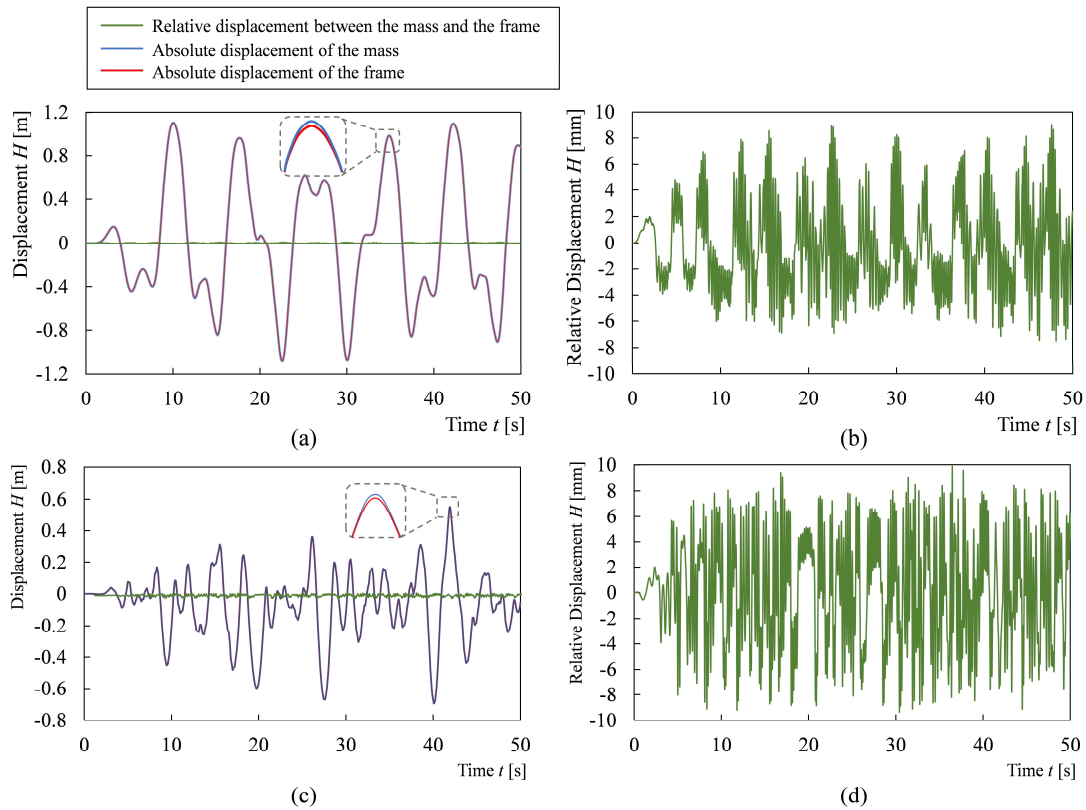 Relative displacement between the mass and the frame
Absolute displacement of the mass
Absolute displacement of the frame
Displacement H [m]
1.2
0.8
0.4
0
-0.4
-0.8
-1.2
0 10 20 30 40 50
Time t [s]
(a)
Relative Displacement H [mm]
10
8
6
4
2
0
-2
-4
-6
-8
-10
0 10 20 30 40 50
Time t [s]
(b)
Displacement H [m]
0.8
0.6
0.4
0.2
0
-0.2
-0.4
-0.6
-0.8
0 10 20 30 40 50
Time t [s]
(c)
Relative Displacement H [mm]
10
8
6
4
2
0
-2
-4
-6
-8
-10
0 10 20 30 40 50
Time t [s]
(d)